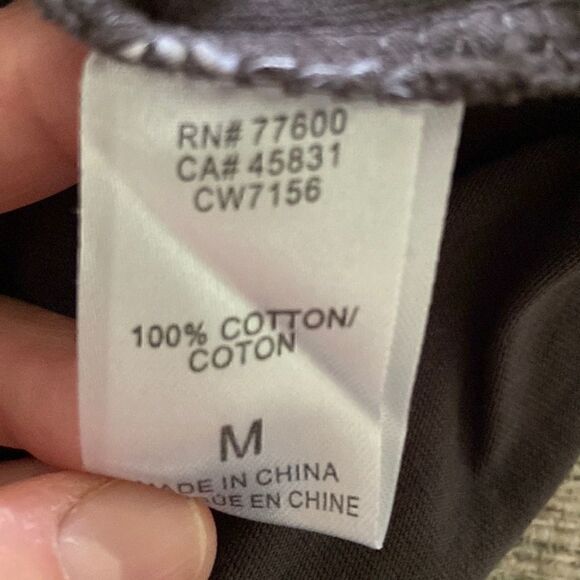 RN# 77600
CA# 45831
CW7156
100% COTTON/
COTON
M
IN CHINA
EN CHINE